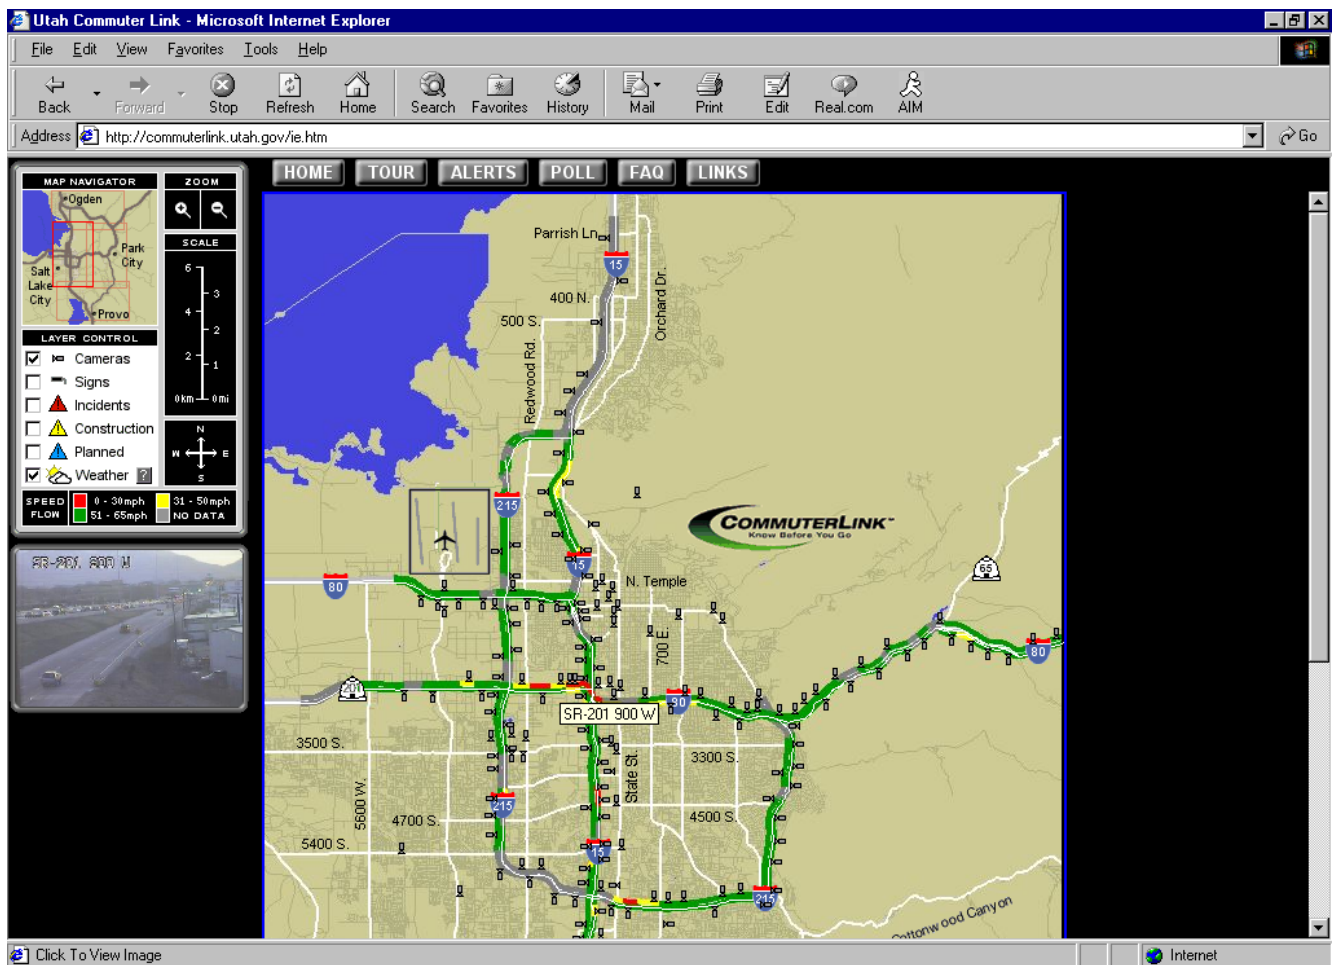 Utah Commuter Link - Microsoft Internet Explorer
File Edit View Favorites Tools Help
Back Forward Stop Refresh Home Search Favorites History Mail Print Edit Real.com AIM
Address http://commuterlink.utah.gov/ie.htm Go
HOME TOUR ALERTS POLL FAQ LINKS
MAP NAVIGATOR
Ogden
Park
City
Salt
Lake
City
Provo
ZOOM
SCALE
6
3
4
2
2
1
0km 0mi
N
W E
S
LAYER CONTROL
Cameras
Signs
Incidents
Construction
Planned
Weather ?
SPEED FLOW
0 - 30mph 31 - 50mph
51 - 65mph NO DATA
SR-201 900 W
Parrish Ln.
15
400 N.
500 S.
Orchard Dr.
Redwood Rd.
215
COMMUTERLINK
Know Before You Go
15
65
80
N. Temple
700 E.
80
201
80
SR-201 900 W
3500 S.
3300 S.
State St.
5600 W.
215
4700 S.
4500 S.
5400 S.
15
215
Cottonwood Canyon
Click To View Image
Internet